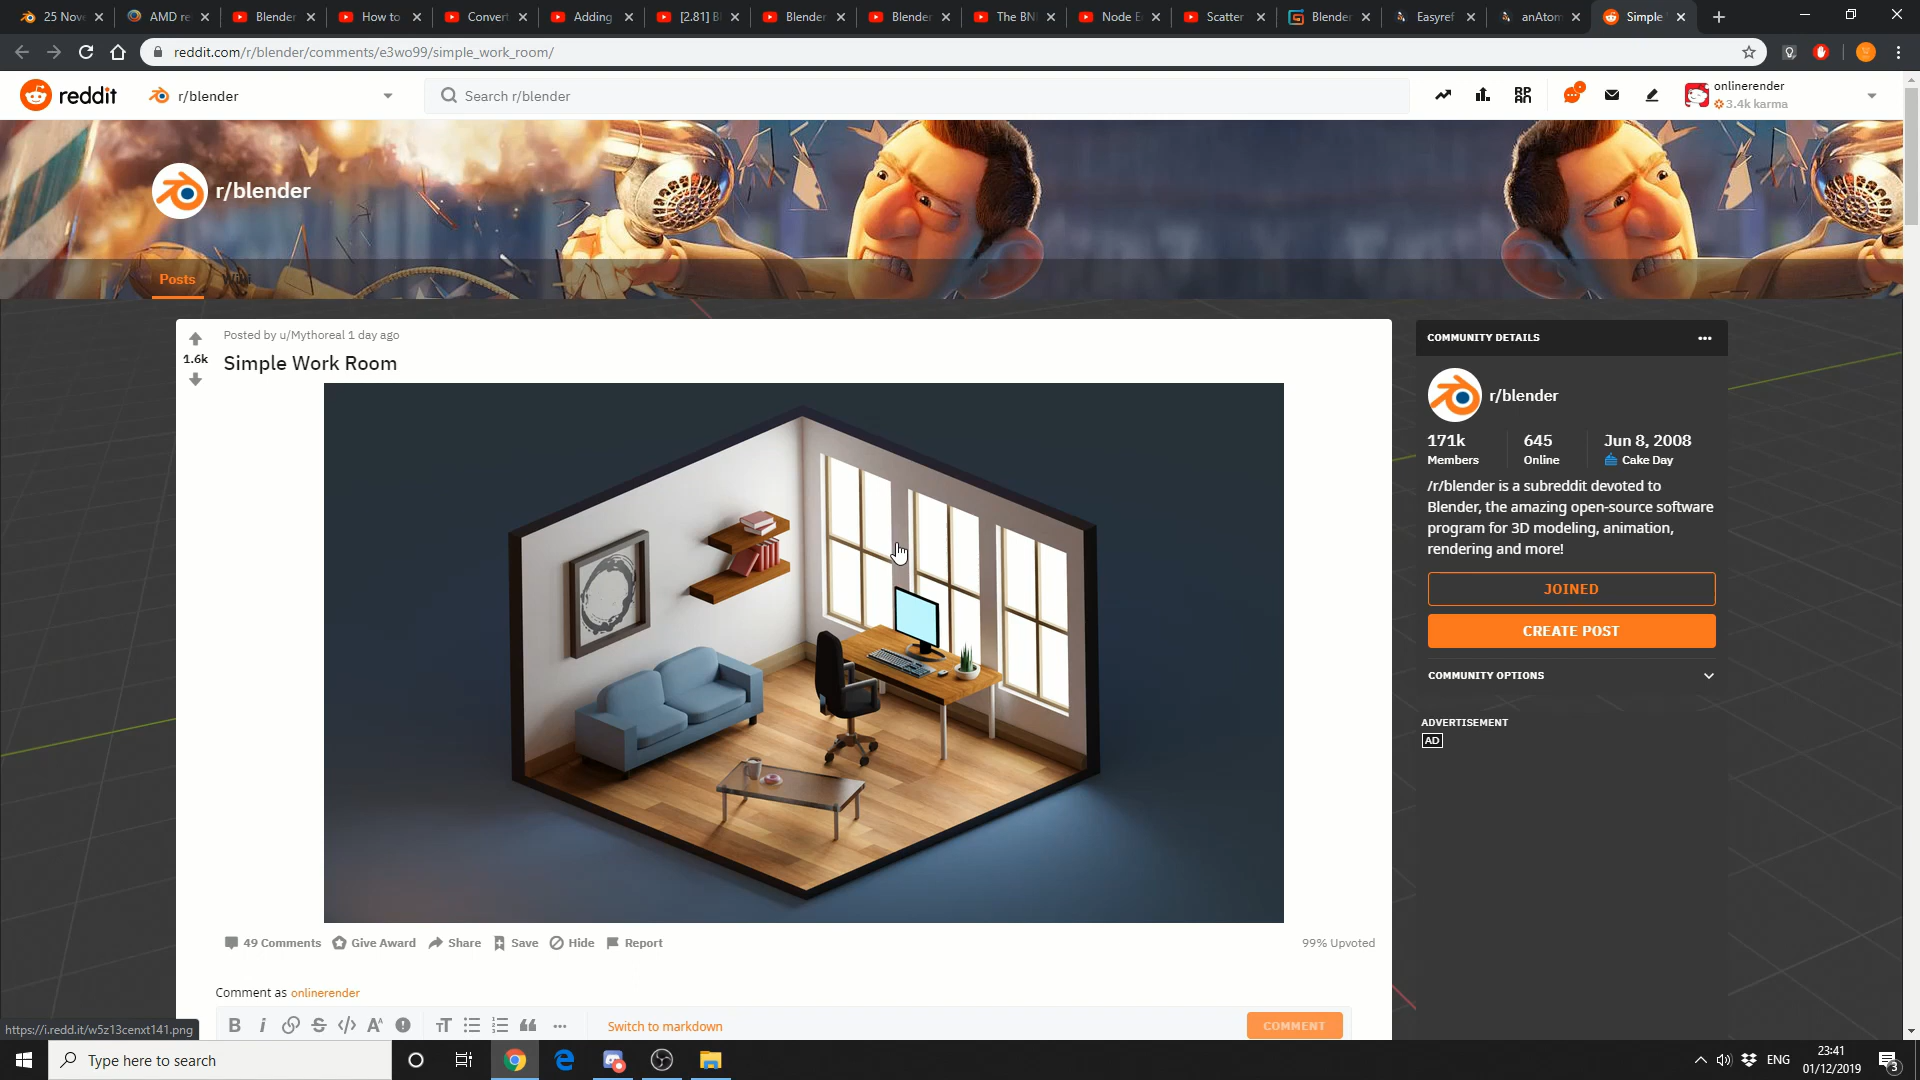 25 Nove
AMD re
Blender
How to
Convert
Adding
[2.81] Bl
Blender
Blender
The BNP
Node E
Scatter
Blender
Easyref
anAtom
Simple
reddit.com/r/blender/comments/e3wo99/simple_work_room/
reddit
r/blender
Search r/blender
onlinerender
3.4k karma
r/blender
Posts
Wiki
Posted by u/Mythoreal 1 day ago
1.6k
Simple Work Room
COMMUNITY DETAILS
r/blender
171k
645
Jun 8, 2008
Members
Online
Cake Day
/r/blender is a subreddit devoted to
Blender, the amazing open-source software
program for 3D modeling, animation,
rendering and more!
JOINED
CREATE POST
COMMUNITY OPTIONS
ADVERTISEMENT
AD
49 Comments
Give Award
Share
Save
Hide
Report
99% Upvoted
Comment as onlinerender
Switch to markdown
COMMENT
https://i.redd.it/w5z13cenxt141.png
Type here to search
ENG
23:41
01/12/2019
3